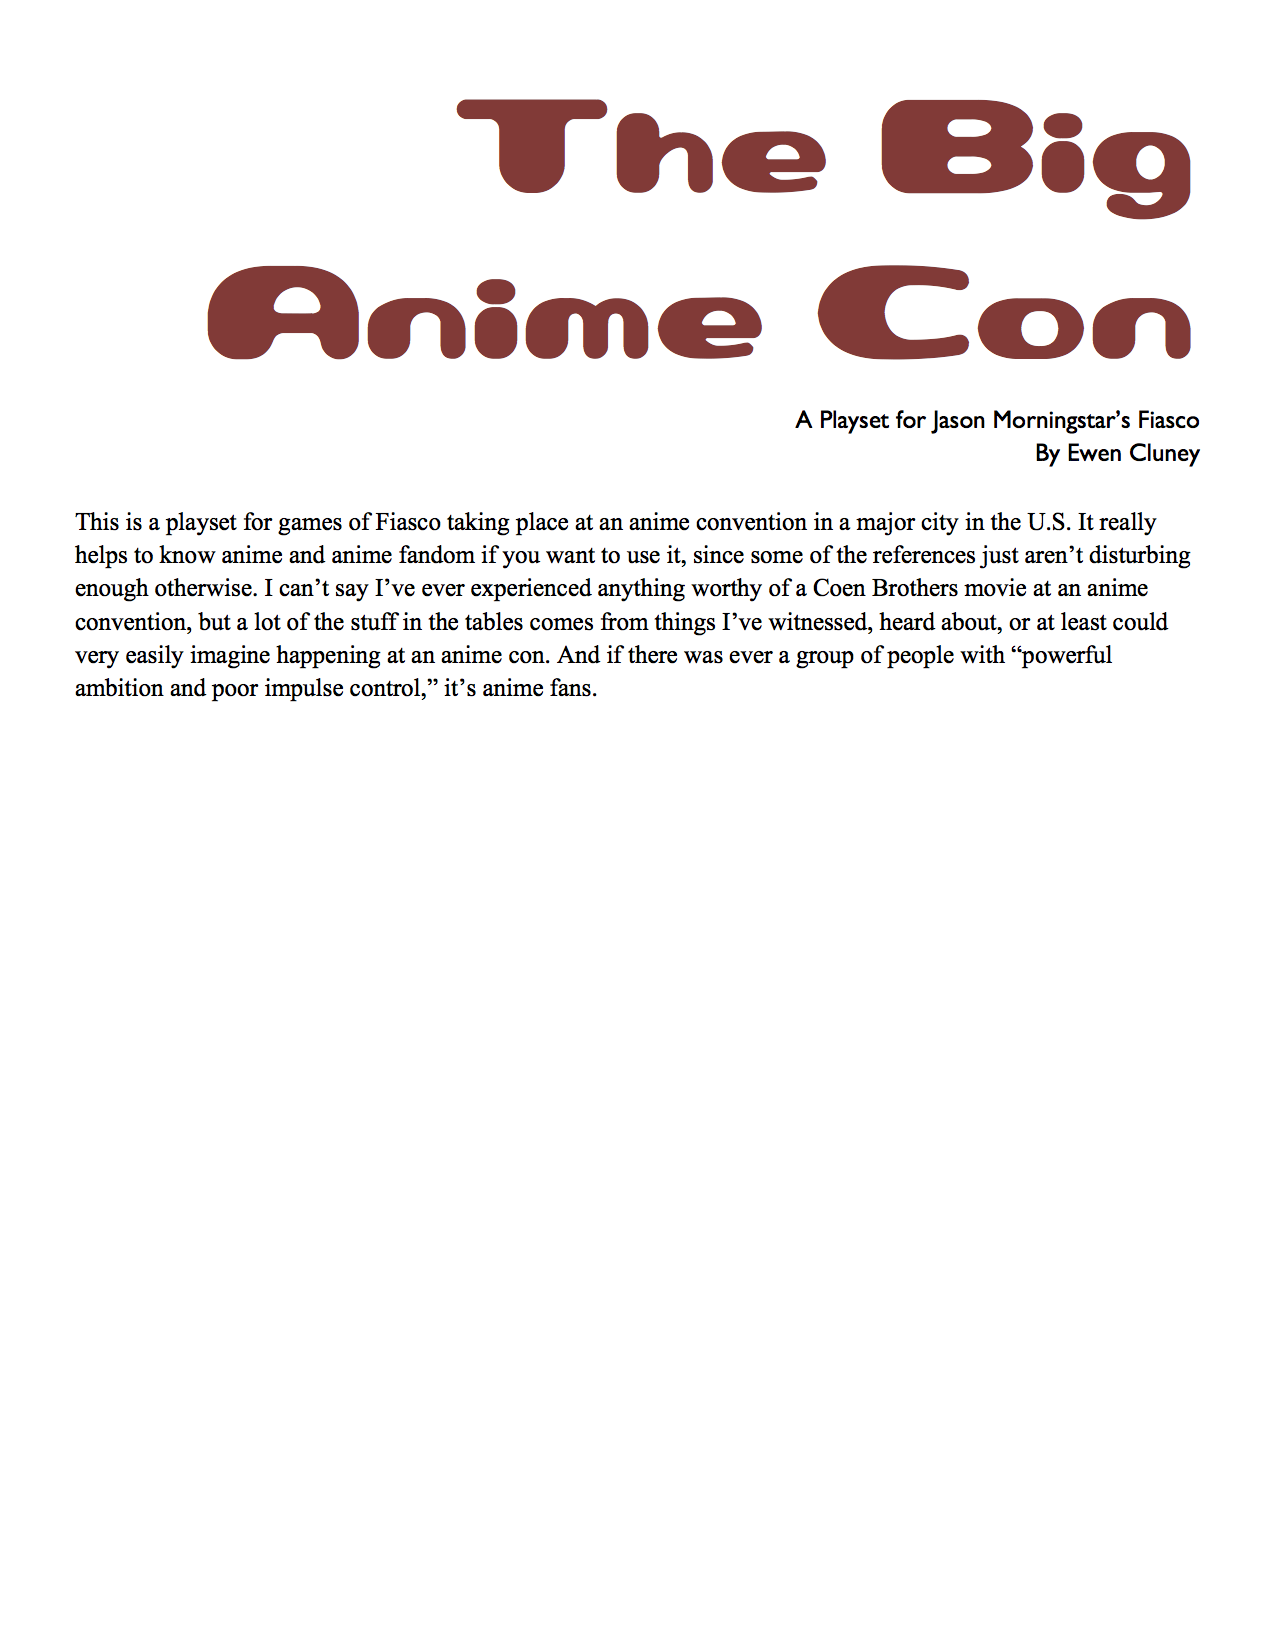 The Big
Anime Con
A Playset for Jason Morningstar’s Fiasco
By Ewen Cluney
This is a playset for games of Fiasco taking place at an anime convention in a major city in the U.S. It really
helps to know anime and anime fandom if you want to use it, since some of the references just aren’t disturbing
enough otherwise. I can’t say I’ve ever experienced anything worthy of a Coen Brothers movie at an anime
convention, but a lot of the stuff in the tables comes from things I’ve witnessed, heard about, or at least could
very easily imagine happening at an anime con. And if there was ever a group of people with “powerful
ambition and poor impulse control,” it’s anime fans.